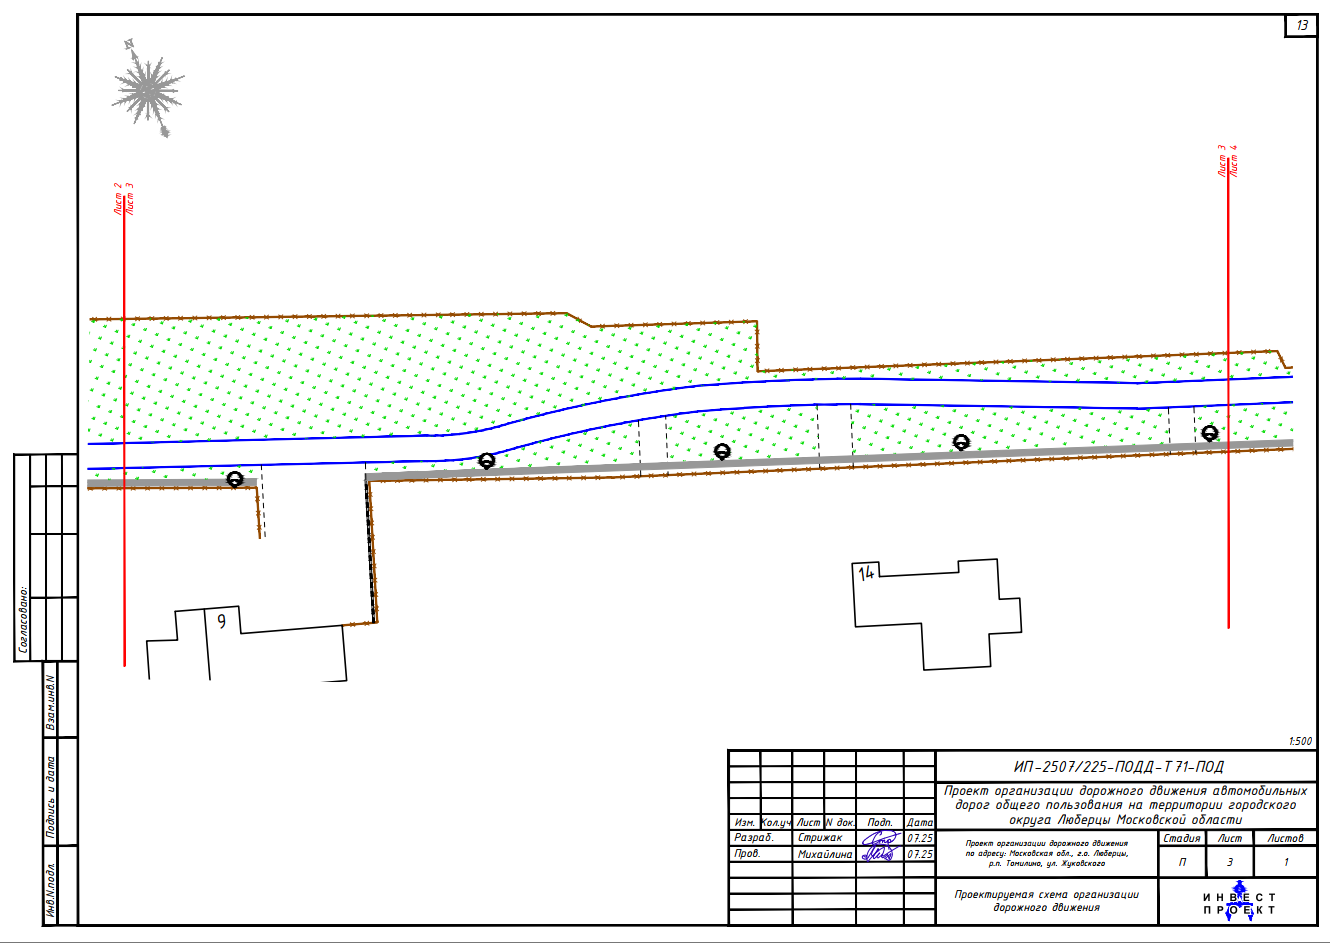 13
N
Лист 2
Лист 3
Лист 3
Лист 4
9
14
Согласовано:
Взам.инв.N
Подпись и дата
Инв.N.подл.
1:500
ИП-2507/225-ПОДД-Т71-ПОД
Проект организации дорожного движения автомобильных
дорог общего пользования на территории городского
округа Люберцы Московской области
Изм. Кол.уч Лист N док. Подп. Дата
Разраб. Стрижак 07.25
Пров. Михайлина 07.25
Проект организации дорожного движения
по адресу: Московская обл., г.о. Люберцы,
р.п. Томилино, ул. Жуковского
Стадия Лист Листов
П 3 1
Проектируемая схема организации
дорожного движения
ИНВЕСТ
ПРОЕКТ